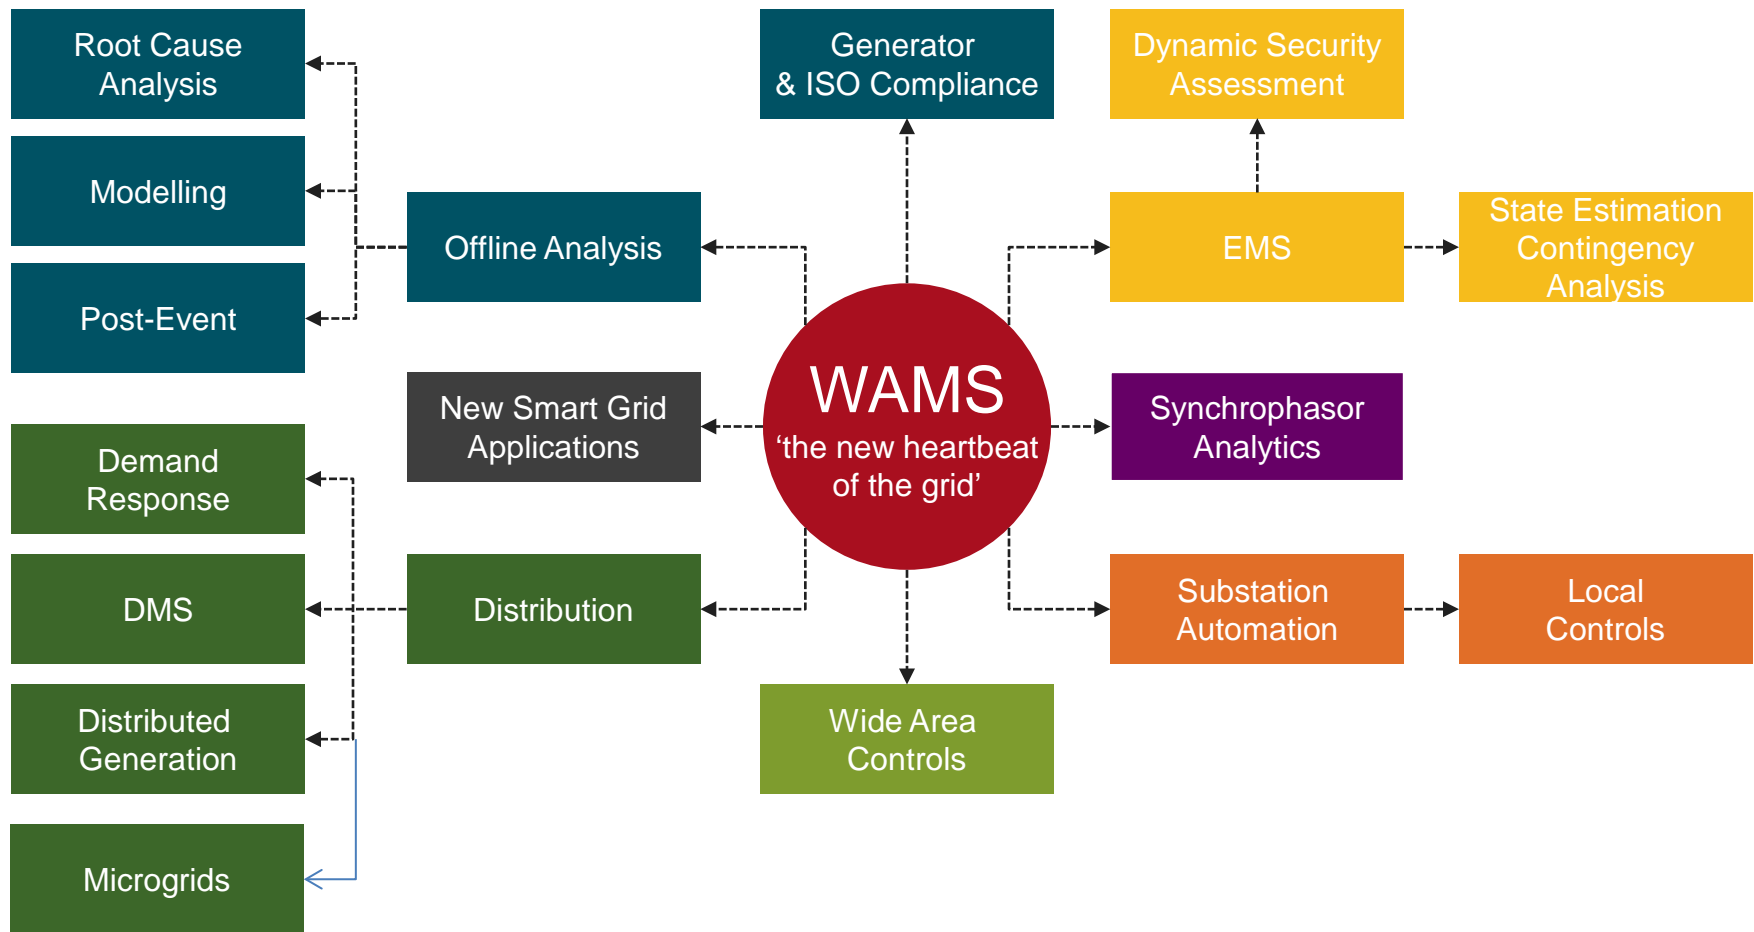 Root Cause
Analysis
Modelling
Post-Event
Offline Analysis
Generator
& ISO Compliance
Dynamic Security
Assessment
EMS
State Estimation
Contingency
Analysis
New Smart Grid
Applications
WAMS
‘the new heartbeat
of the grid’
Synchrophasor
Analytics
Demand
Response
DMS
Distributed
Generation
Microgrids
Distribution
Wide Area
Controls
Substation
Automation
Local
Controls